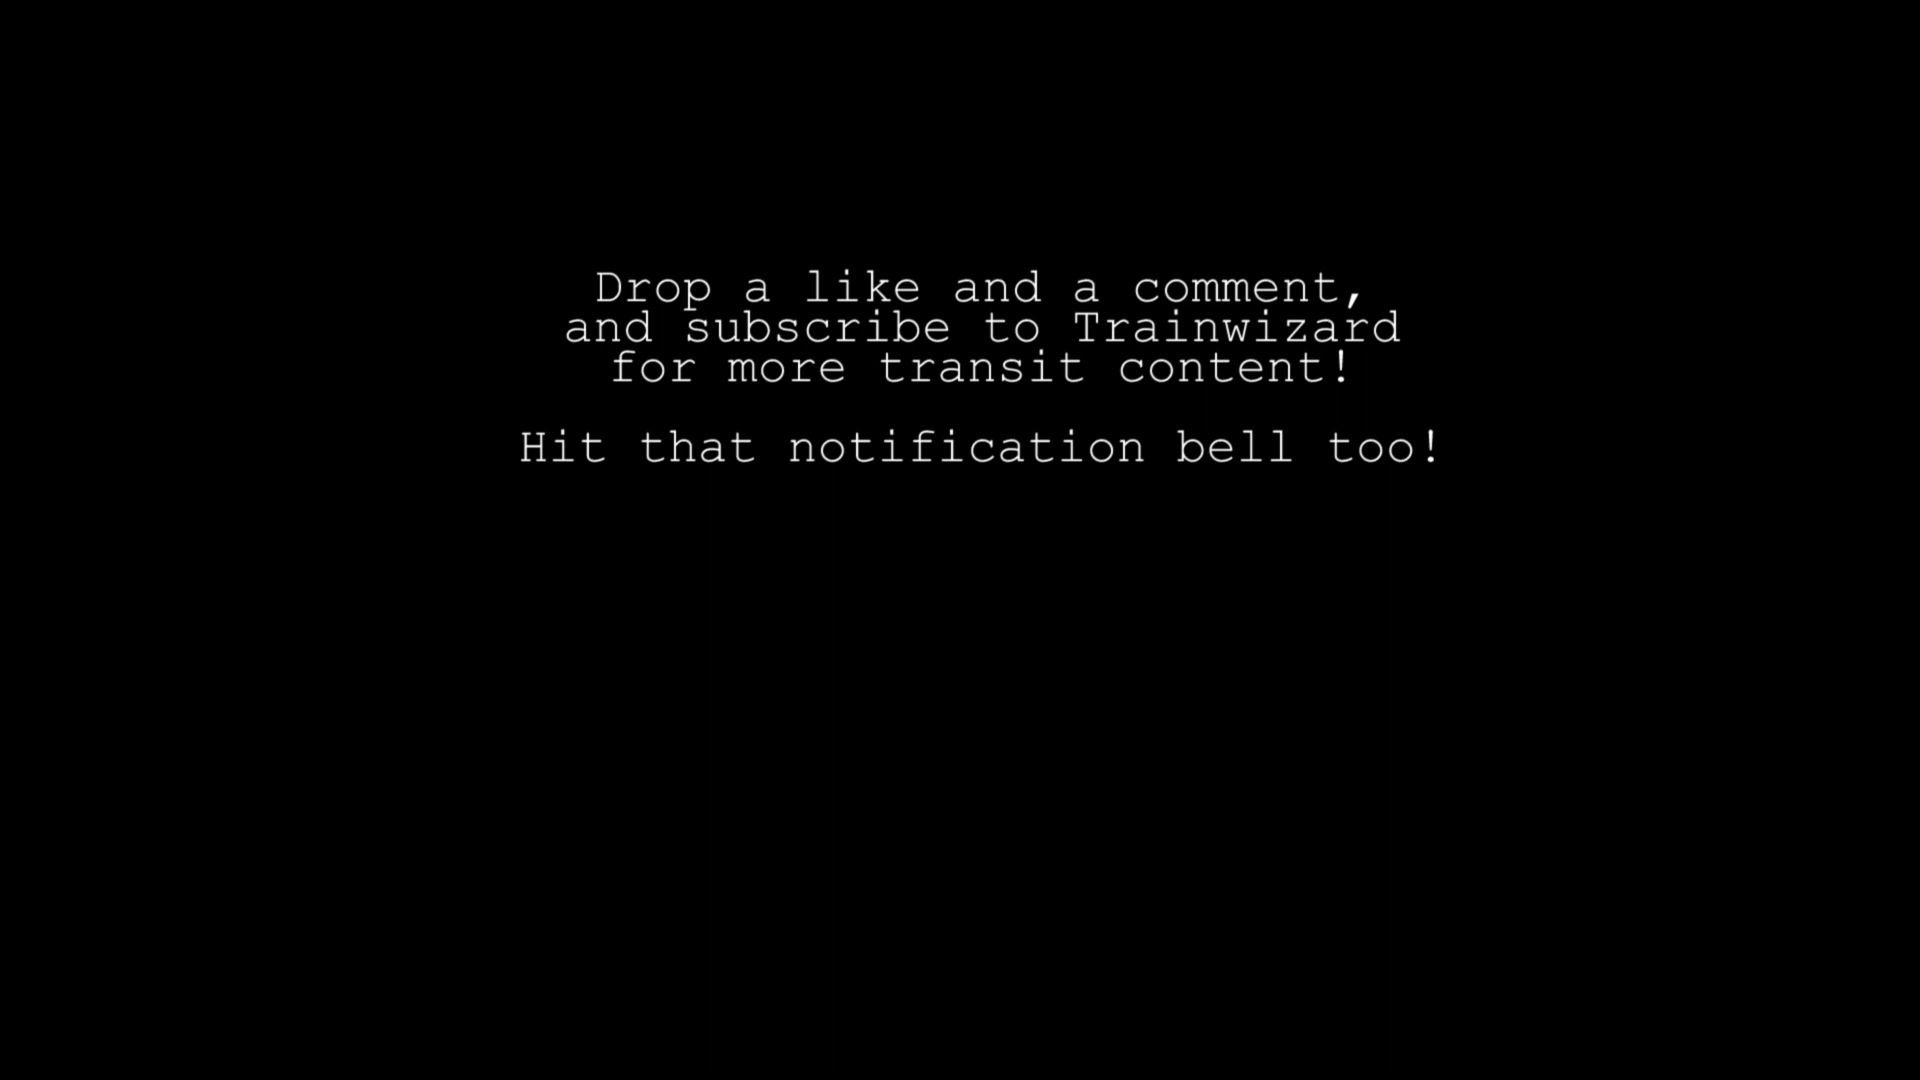 Drop a like and a comment,
and subscribe to Trainwizard
for more transit content!
Hit that notification bell too!